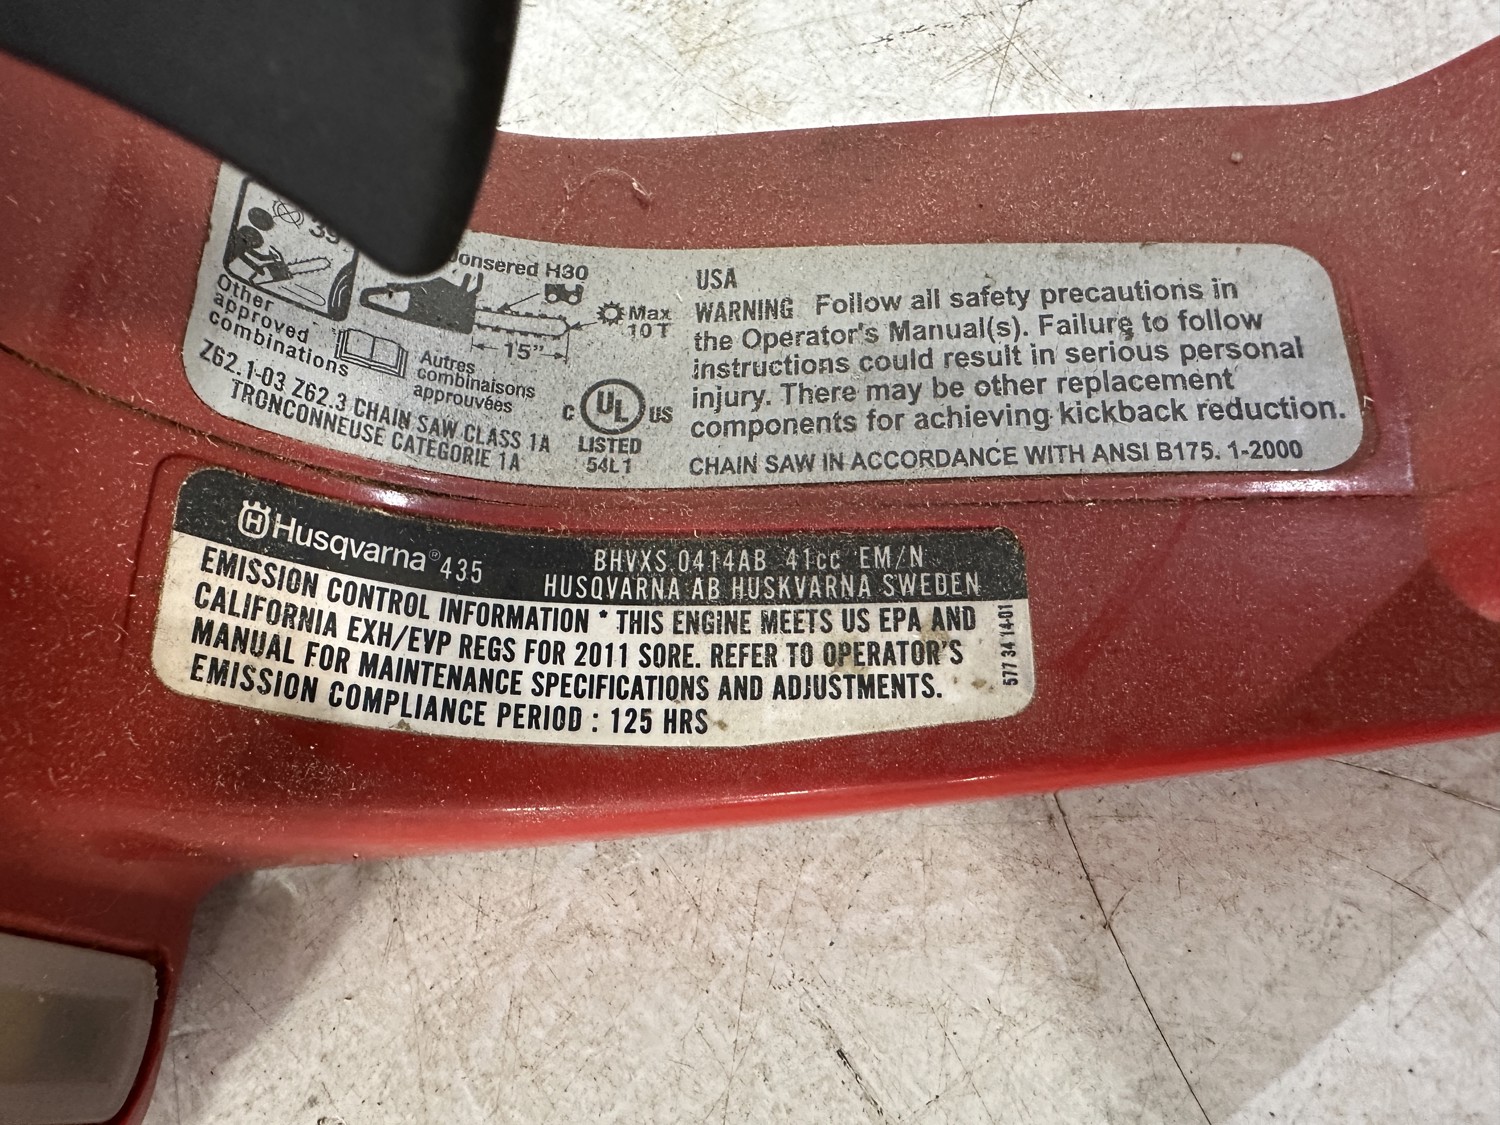 onsered H30
Max
10T
15"
Other
approved
combinations
Autres
combinaisons
approuvées
Z62.1-03 Z62.3 CHAIN SAW CLASS 1A
TRONCONNEUSE CATEGORIE 1A
C UL US
LISTED
54L1
USA
WARNING Follow all safety precautions in
the Operator's Manual(s). Failure to follow
instructions could result in serious personal
injury. There may be other replacement
components for achieving kickback reduction.
CHAIN SAW IN ACCORDANCE WITH ANSI B175. 1-2000
H Husqvarna® 435
BHVXS.0414AB 41cc EM/N
HUSQVARNA AB HUSKVARNA SWEDEN
EMISSION CONTROL INFORMATION * THIS ENGINE MEETS US EPA AND
CALIFORNIA EXH/EVP REGS FOR 2011 SORE. REFER TO OPERATOR'S
MANUAL FOR MAINTENANCE SPECIFICATIONS AND ADJUSTMENTS.
EMISSION COMPLIANCE PERIOD : 125 HRS
577 34 14-01